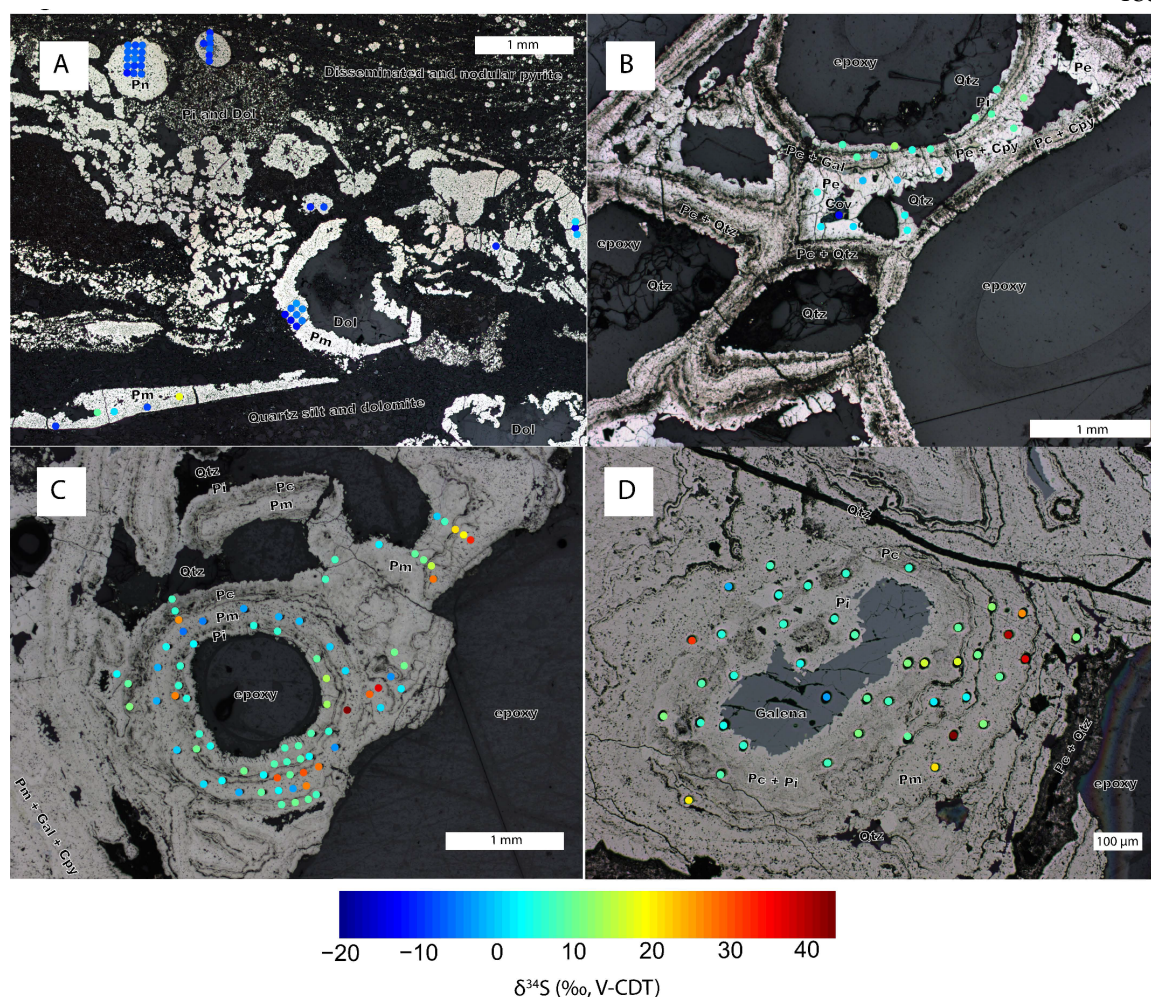 A
1 mm
Pn
Disseminated and nodular pyrite
Pi and Dol
Dol
Pm
Pm
Quartz silt and dolomite
Dol
B
epoxy
Qtz
Pe
Pi
Pc + Gal
Pe + Cpy
Pc + Cpy
Pe
Cov
Qtz
Pc + Qtz
Pc + Qtz
epoxy
Qtz
Qtz
epoxy
1 mm
C
Qtz
Pi
Pc
Pm
Qtz
Pm
Pc
Pm
Pi
epoxy
epoxy
Pm + Gal + Cpy
1 mm
D
Qtz
Pc
Pi
Galena
Pc + Pi
Pm
Pc + Qtz
epoxy
Qtz
100 µm
−20 −10 0 10 20 30 40
δ³⁴S (‰, V-CDT)